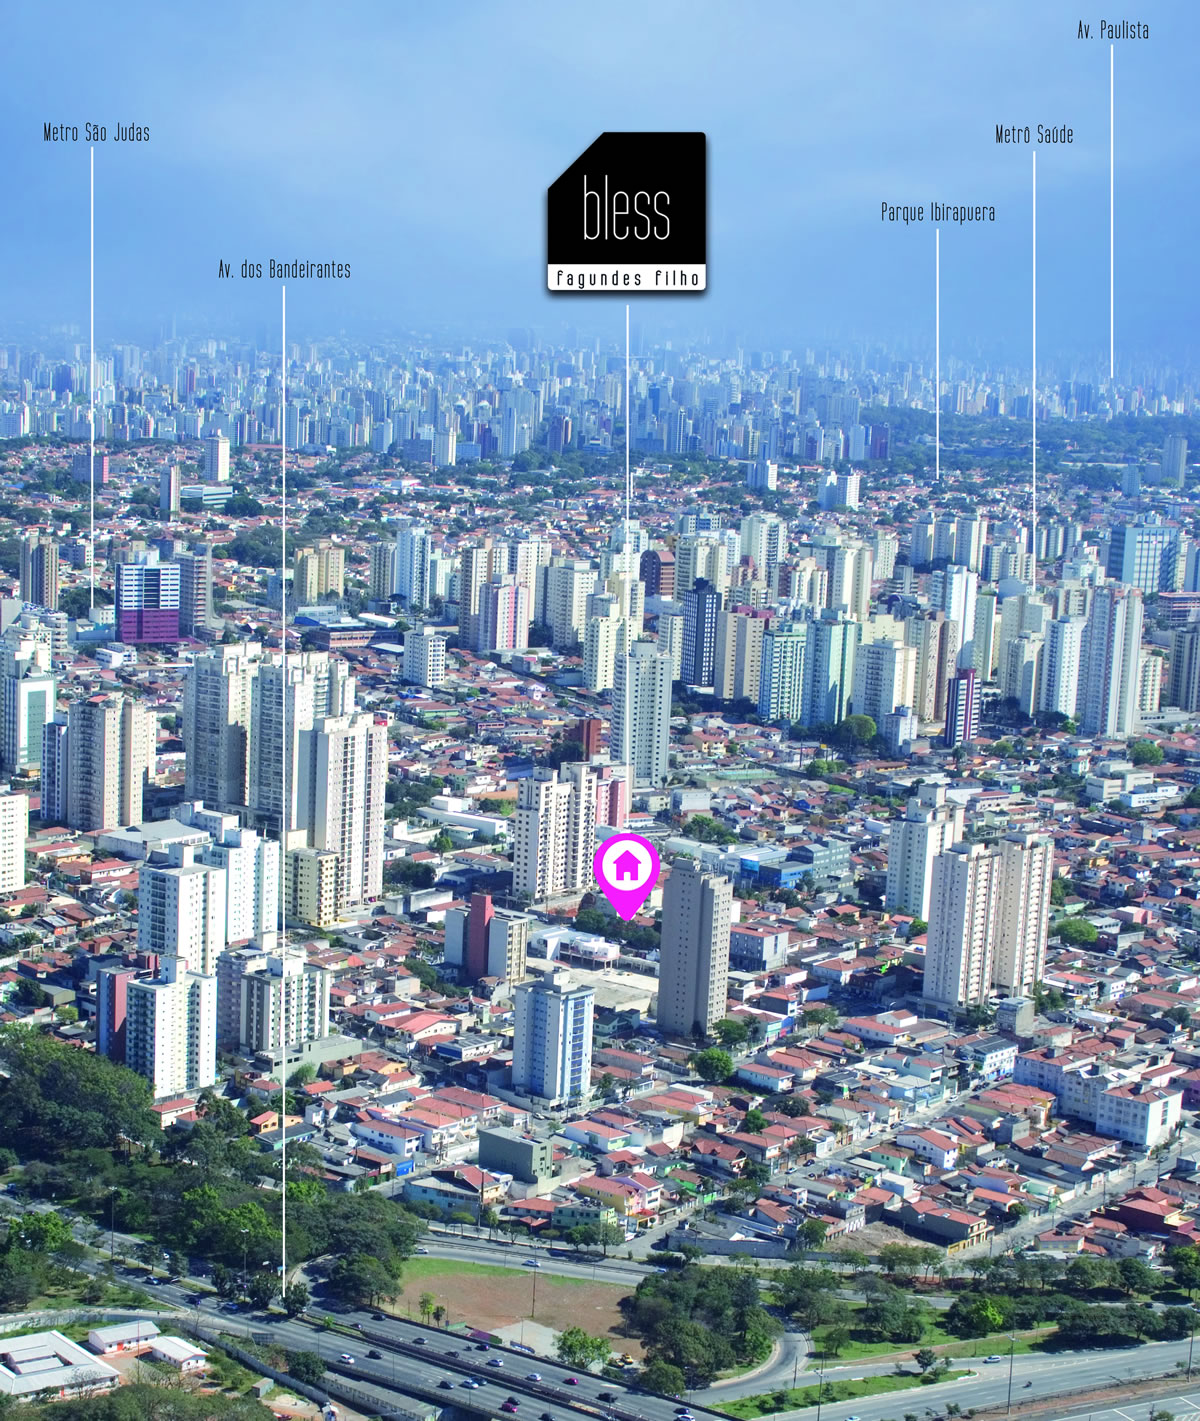 Av. Paulista
Metro São Judas
Metrô Saúde
bless
fagundes filho
Parque Ibirapuera
Av. dos Bandeirantes